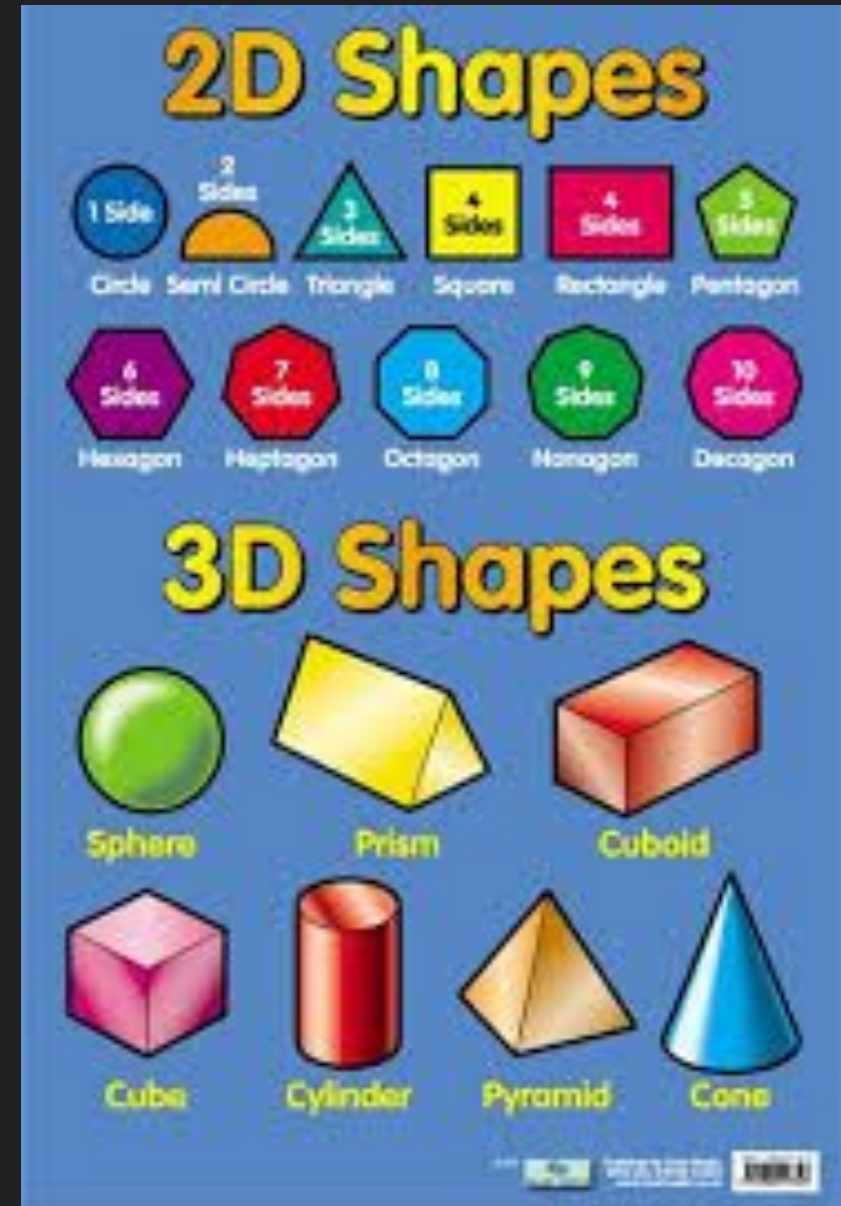 2D Shapes
2
Sides
1 Side
3
Sides
4
Sides
4
Sides
5
Sides
Circle Semi Circle Triangle Square Rectangle Pentagon
6
Sides
7
Sides
8
Sides
9
Sides
10
Sides
Hexagon Heptagon Octagon Nonagon Decagon
3D Shapes
Sphere Prism Cuboid
Cube Cylinder Pyramid Cone